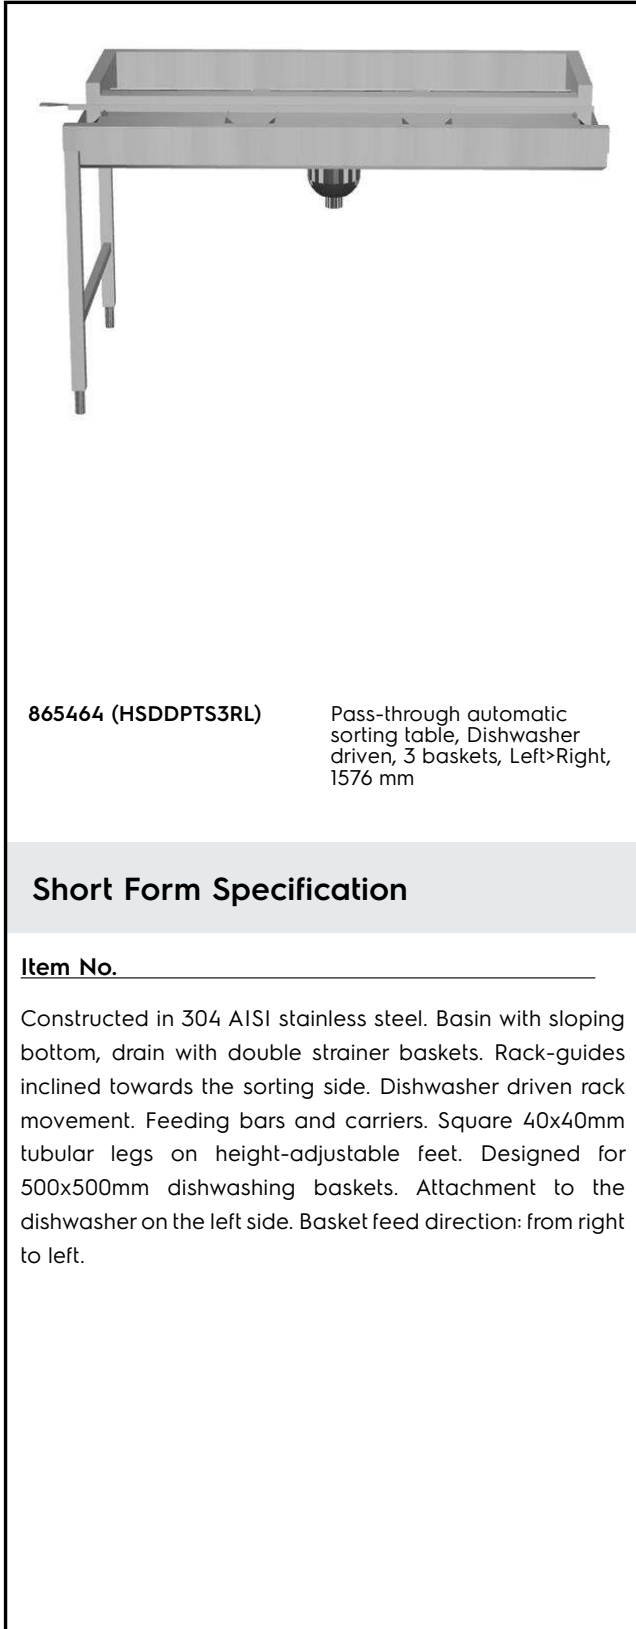 865464 (HSDDPTS3RL)
Pass-through automatic
sorting table, Dishwasher
driven, 3 baskets, Left>Right,
1576 mm
Short Form Specification
Item No.
Constructed in 304 AISI stainless steel. Basin with sloping
bottom, drain with double strainer baskets. Rack-guides
inclined towards the sorting side. Dishwasher driven rack
movement. Feeding bars and carriers. Square 40x40mm
tubular legs on height-adjustable feet. Designed for
500x500mm dishwashing baskets. Attachment to the
dishwasher on the left side. Basket feed direction: from right
to left.